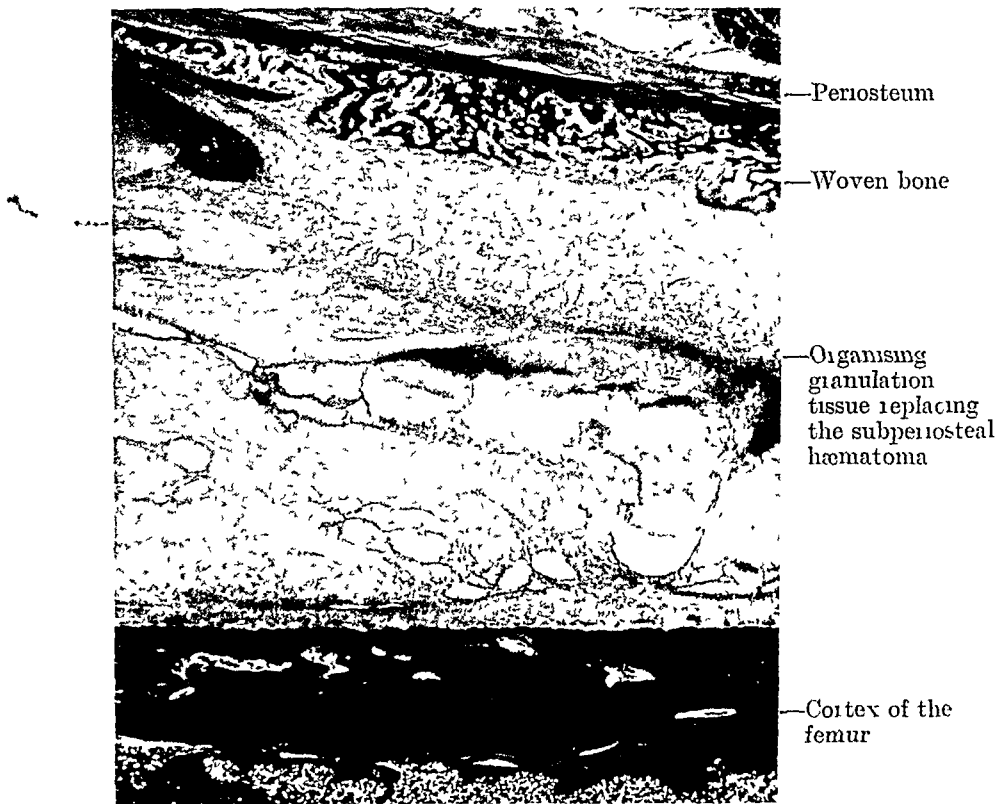 Periosteum
Woven bone
Organising
granulation
tissue replacing
the subperiosteal
hæmatoma
Cortex of the
femur